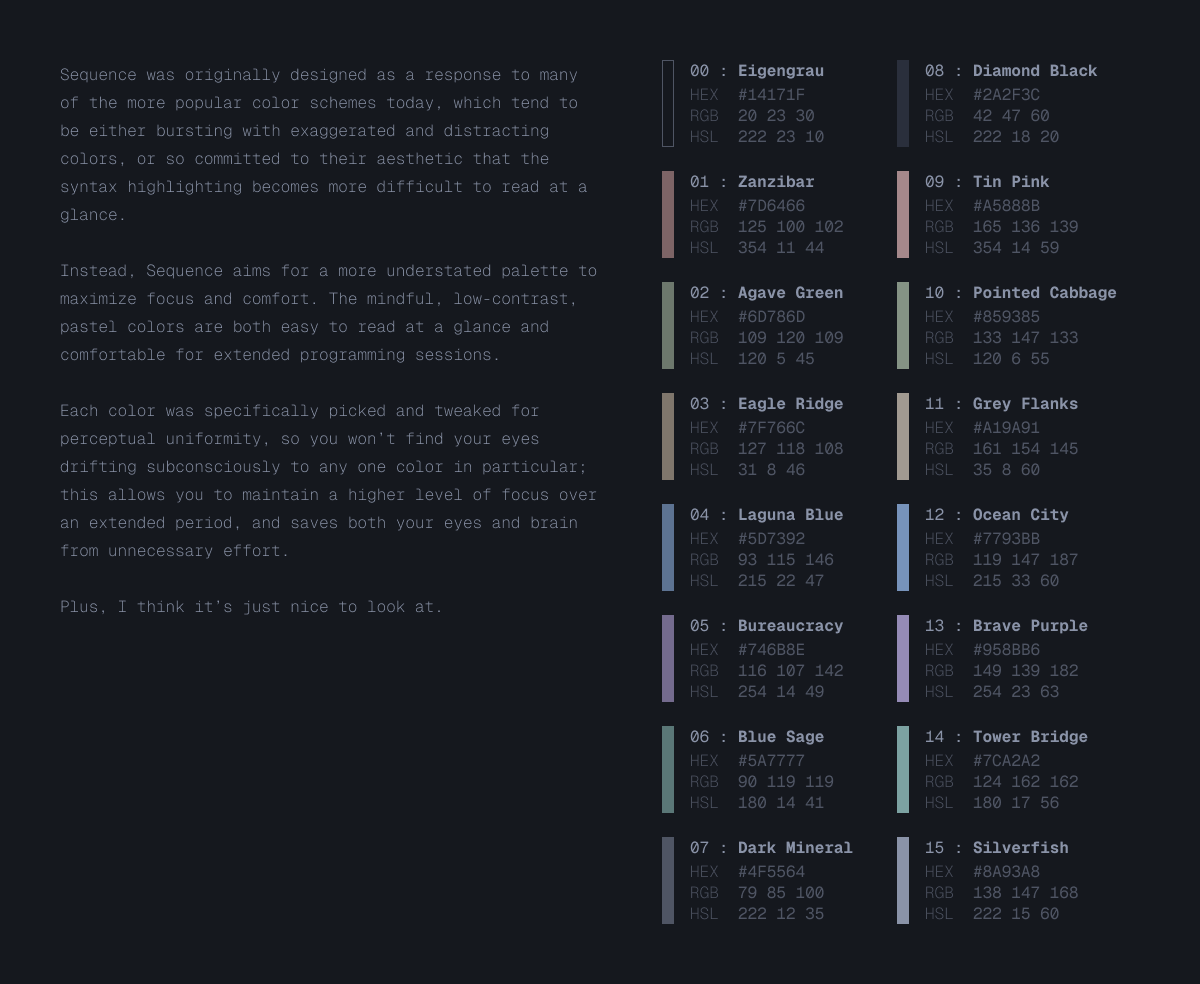 Sequence was originally designed as a response to many
of the more popular color schemes today, which tend to
be either bursting with exaggerated and distracting
colors, or so committed to their aesthetic that the
syntax highlighting becomes more difficult to read at a
glance.
Instead, Sequence aims for a more understated palette to
maximize focus and comfort. The mindful, low-contrast,
pastel colors are both easy to read at a glance and
comfortable for extended programming sessions.
Each color was specifically picked and tweaked for
perceptual uniformity, so you won’t find your eyes
drifting subconsciously to any one color in particular;
this allows you to maintain a higher level of focus over
an extended period, and saves both your eyes and brain
from unnecessary effort.
Plus, I think it’s just nice to look at.
00 : Eigengrau
HEX #14171F
RGB 20 23 30
HSL 222 23 10
01 : Zanzibar
HEX #7D6466
RGB 125 100 102
HSL 354 11 44
02 : Agave Green
HEX #6D786D
RGB 109 120 109
HSL 120 5 45
03 : Eagle Ridge
HEX #7F766C
RGB 127 118 108
HSL 31 8 46
04 : Laguna Blue
HEX #5D7392
RGB 93 115 146
HSL 215 22 47
05 : Bureaucracy
HEX #746B8E
RGB 116 107 142
HSL 254 14 49
06 : Blue Sage
HEX #5A7777
RGB 90 119 119
HSL 180 14 41
07 : Dark Mineral
HEX #4F5564
RGB 79 85 100
HSL 222 12 35
08 : Diamond Black
HEX #2A2F3C
RGB 42 47 60
HSL 222 18 20
09 : Tin Pink
HEX #A5888B
RGB 165 136 139
HSL 354 14 59
10 : Pointed Cabbage
HEX #859385
RGB 133 147 133
HSL 120 6 55
11 : Grey Flanks
HEX #A19A91
RGB 161 154 145
HSL 35 8 60
12 : Ocean City
HEX #7793BB
RGB 119 147 187
HSL 215 33 60
13 : Brave Purple
HEX #958BB6
RGB 149 139 182
HSL 254 23 63
14 : Tower Bridge
HEX #7CA2A2
RGB 124 162 162
HSL 180 17 56
15 : Silverfish
HEX #8A93A8
RGB 138 147 168
HSL 222 15 60